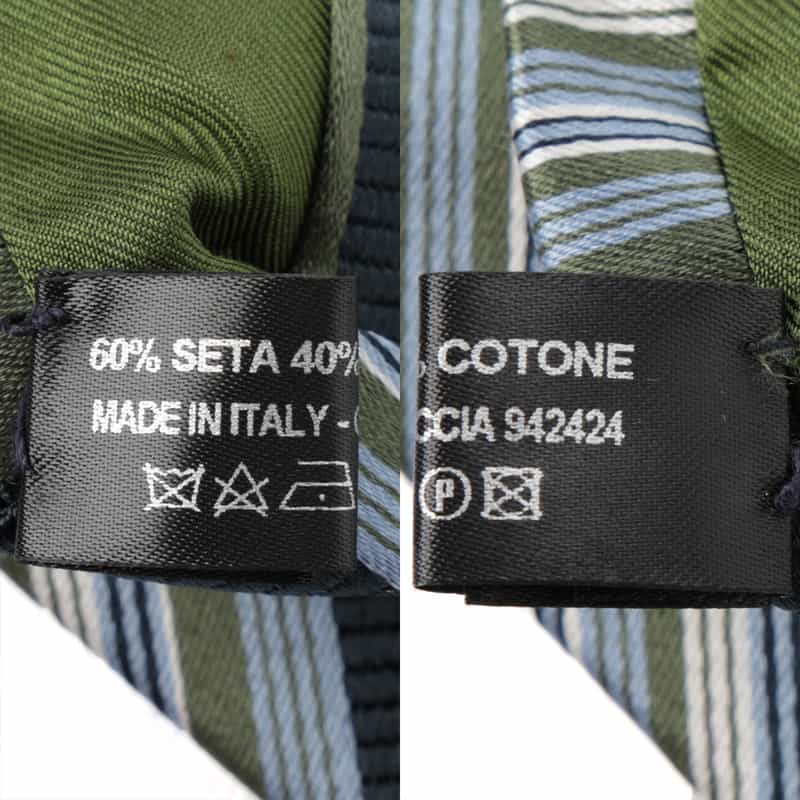 60% SETA 40%
MADE IN ITALY -
% COTONE
CCIA 942424
P